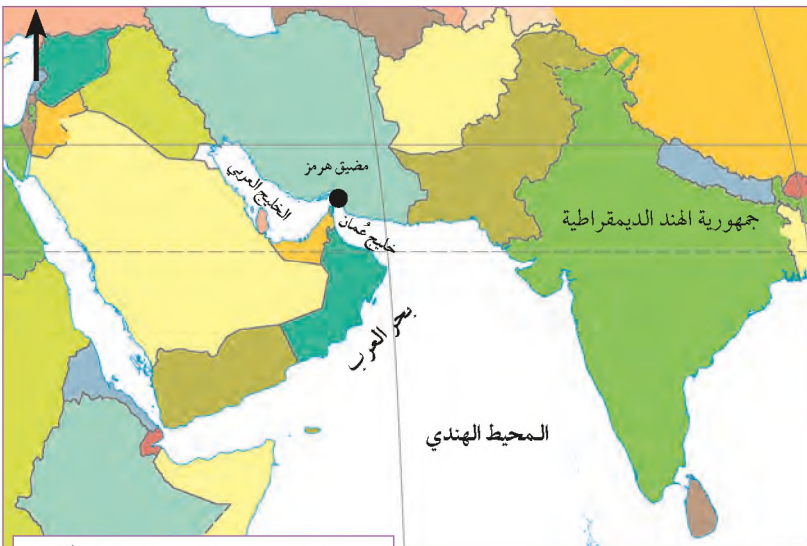 مضيق هرمز
الخليج العربي
خليج عُمان
جمهورية الهند الديمقراطية
بحر العرب
المحيط الهندي